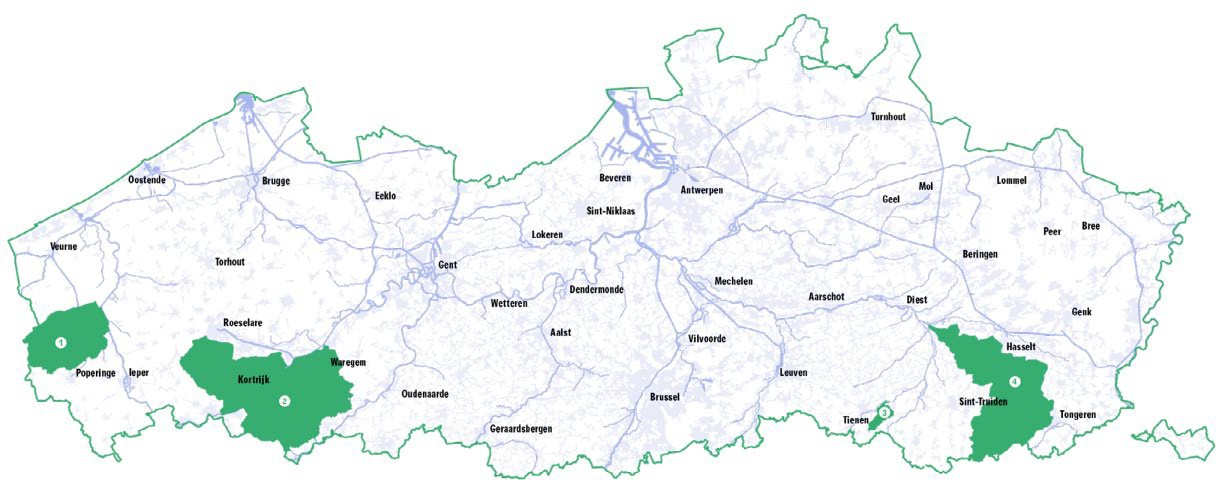 Turnhout
Oostende
Brugge
Eeklo
Beveren
Antwerpen
Mol
Lommel
Geel
Sint-Niklaas
Lokeren
Peer
Bree
Veurne
Torhout
Gent
Beringen
Mechelen
Dendermonde
Wetteren
Aarschot
Diest
Genk
Roeselare
Aalst
Vilvoorde
1
Hasselt
Waregem
Poperinge
Ieper
Kortrijk
Leuven
4
Oudenaarde
Brussel
2
Sint-Truiden
3
Tienen
Tongeren
Geraardsbergen